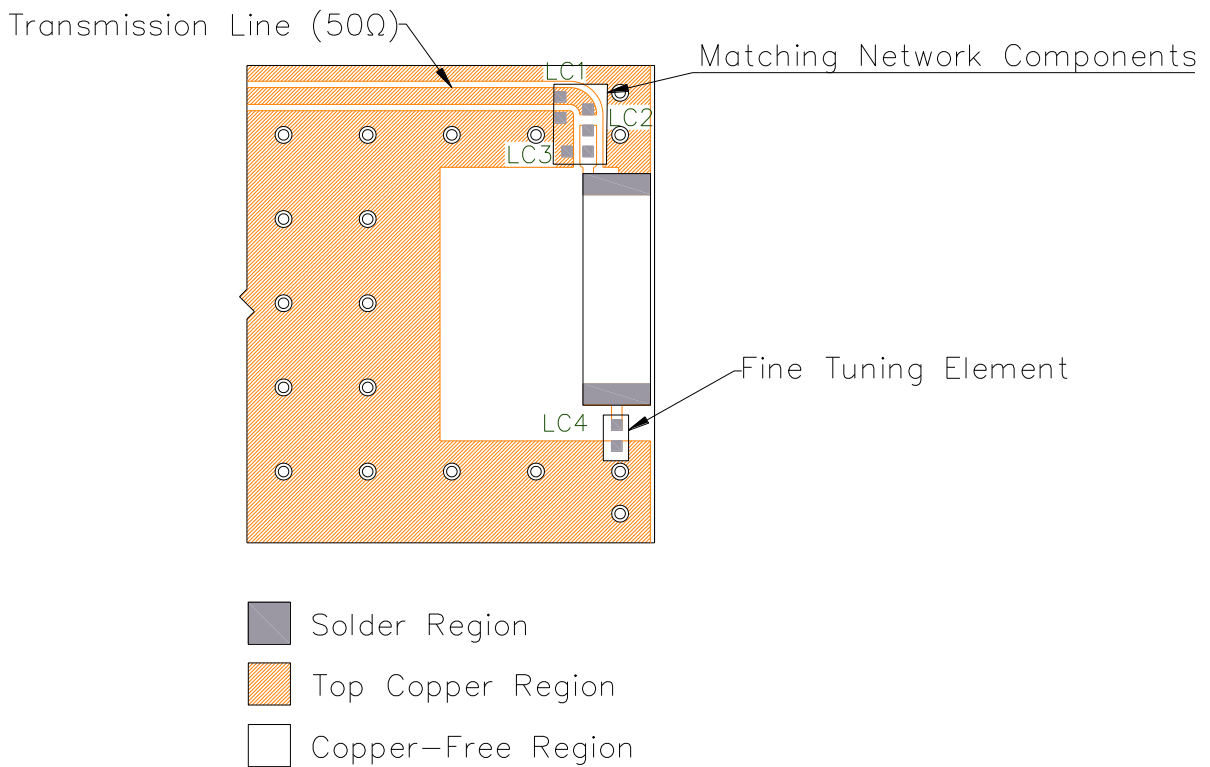 Transmission Line (50Ω)
Matching Network Components
LC1
LC2
LC3
Fine Tuning Element
LC4
Solder Region
Top Copper Region
Copper-Free Region